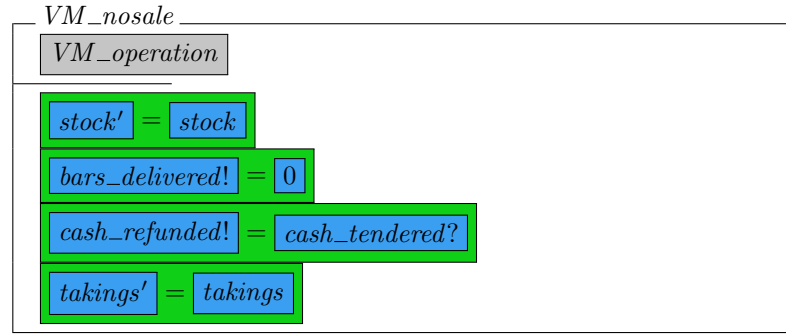 VM_nosale
VM_operation
stock′ = stock
bars_delivered! = 0
cash_refunded! = cash_tendered?
takings′ = takings